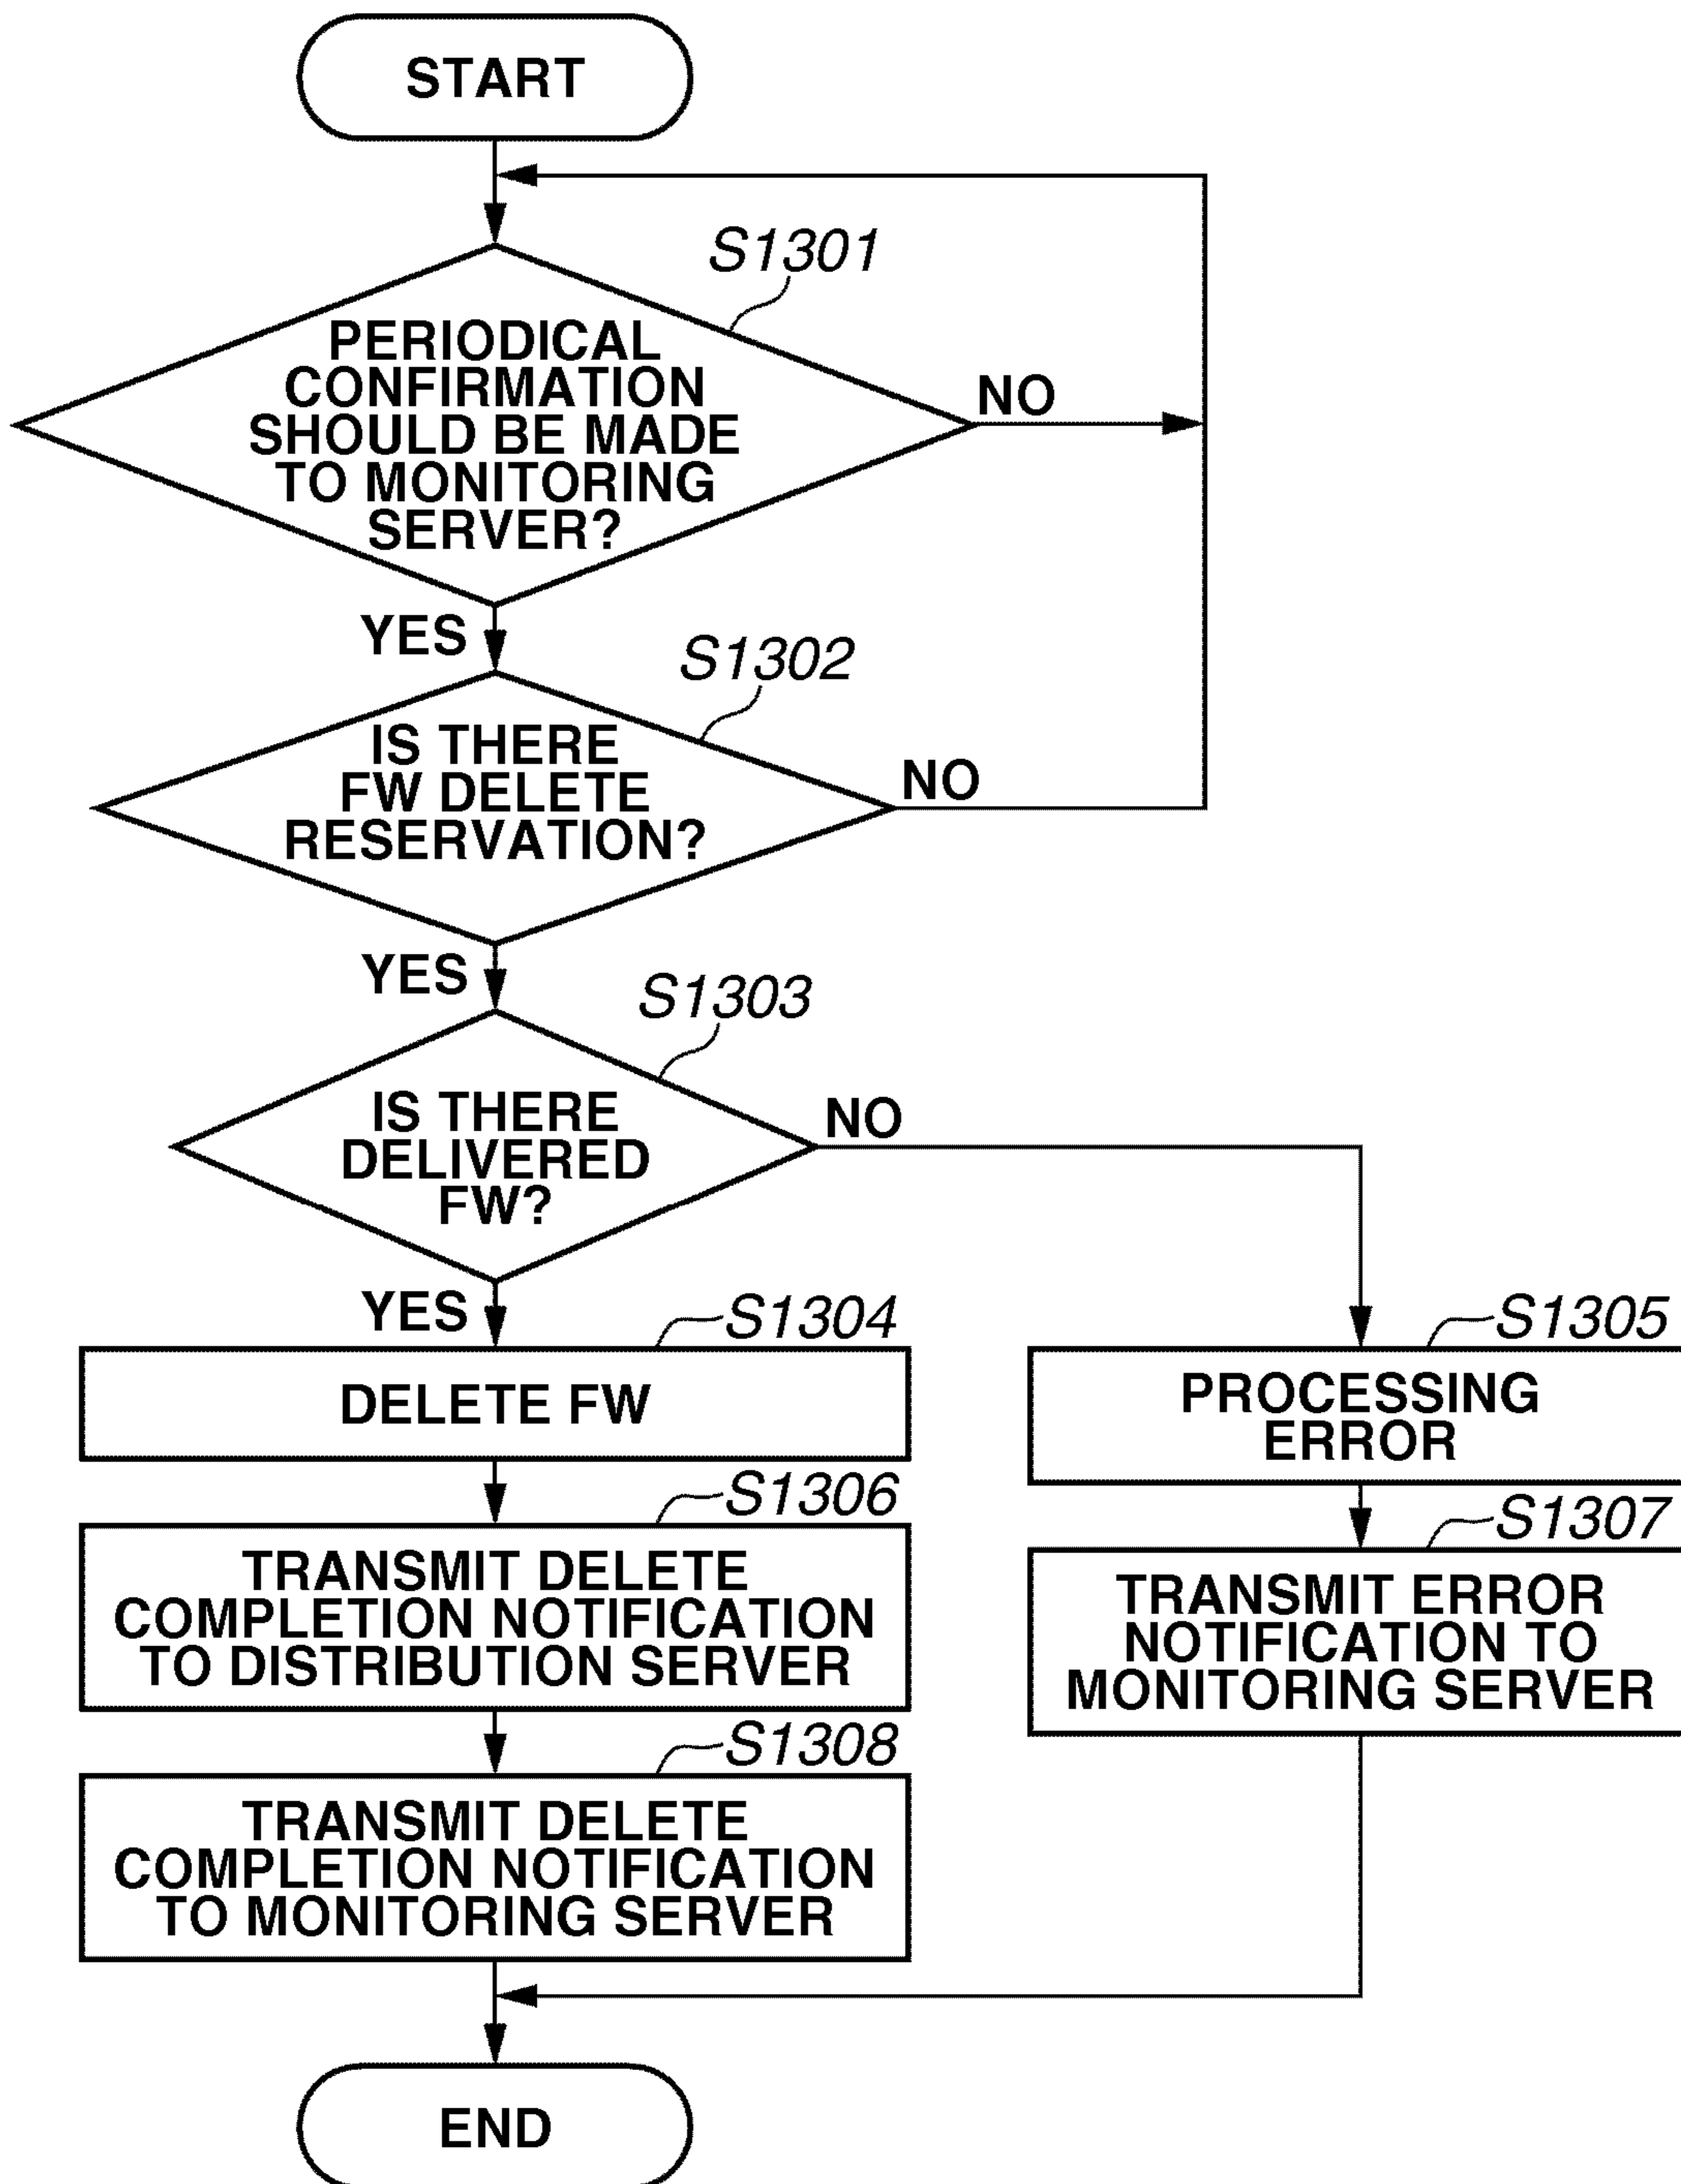 START
S1301
PERIODICAL
CONFIRMATION
SHOULD BE MADE
TO MONITORING
SERVER?
NO
YES
S1302
IS THERE
FW DELETE
RESERVATION?
NO
YES
S1303
IS THERE
DELIVERED
FW?
NO
YES
S1304
DELETE FW
S1305
PROCESSING
ERROR
S1306
TRANSMIT DELETE
COMPLETION NOTIFICATION
TO DISTRIBUTION SERVER
S1307
TRANSMIT ERROR
NOTIFICATION TO
MONITORING SERVER
S1308
TRANSMIT DELETE
COMPLETION NOTIFICATION
TO MONITORING SERVER
END